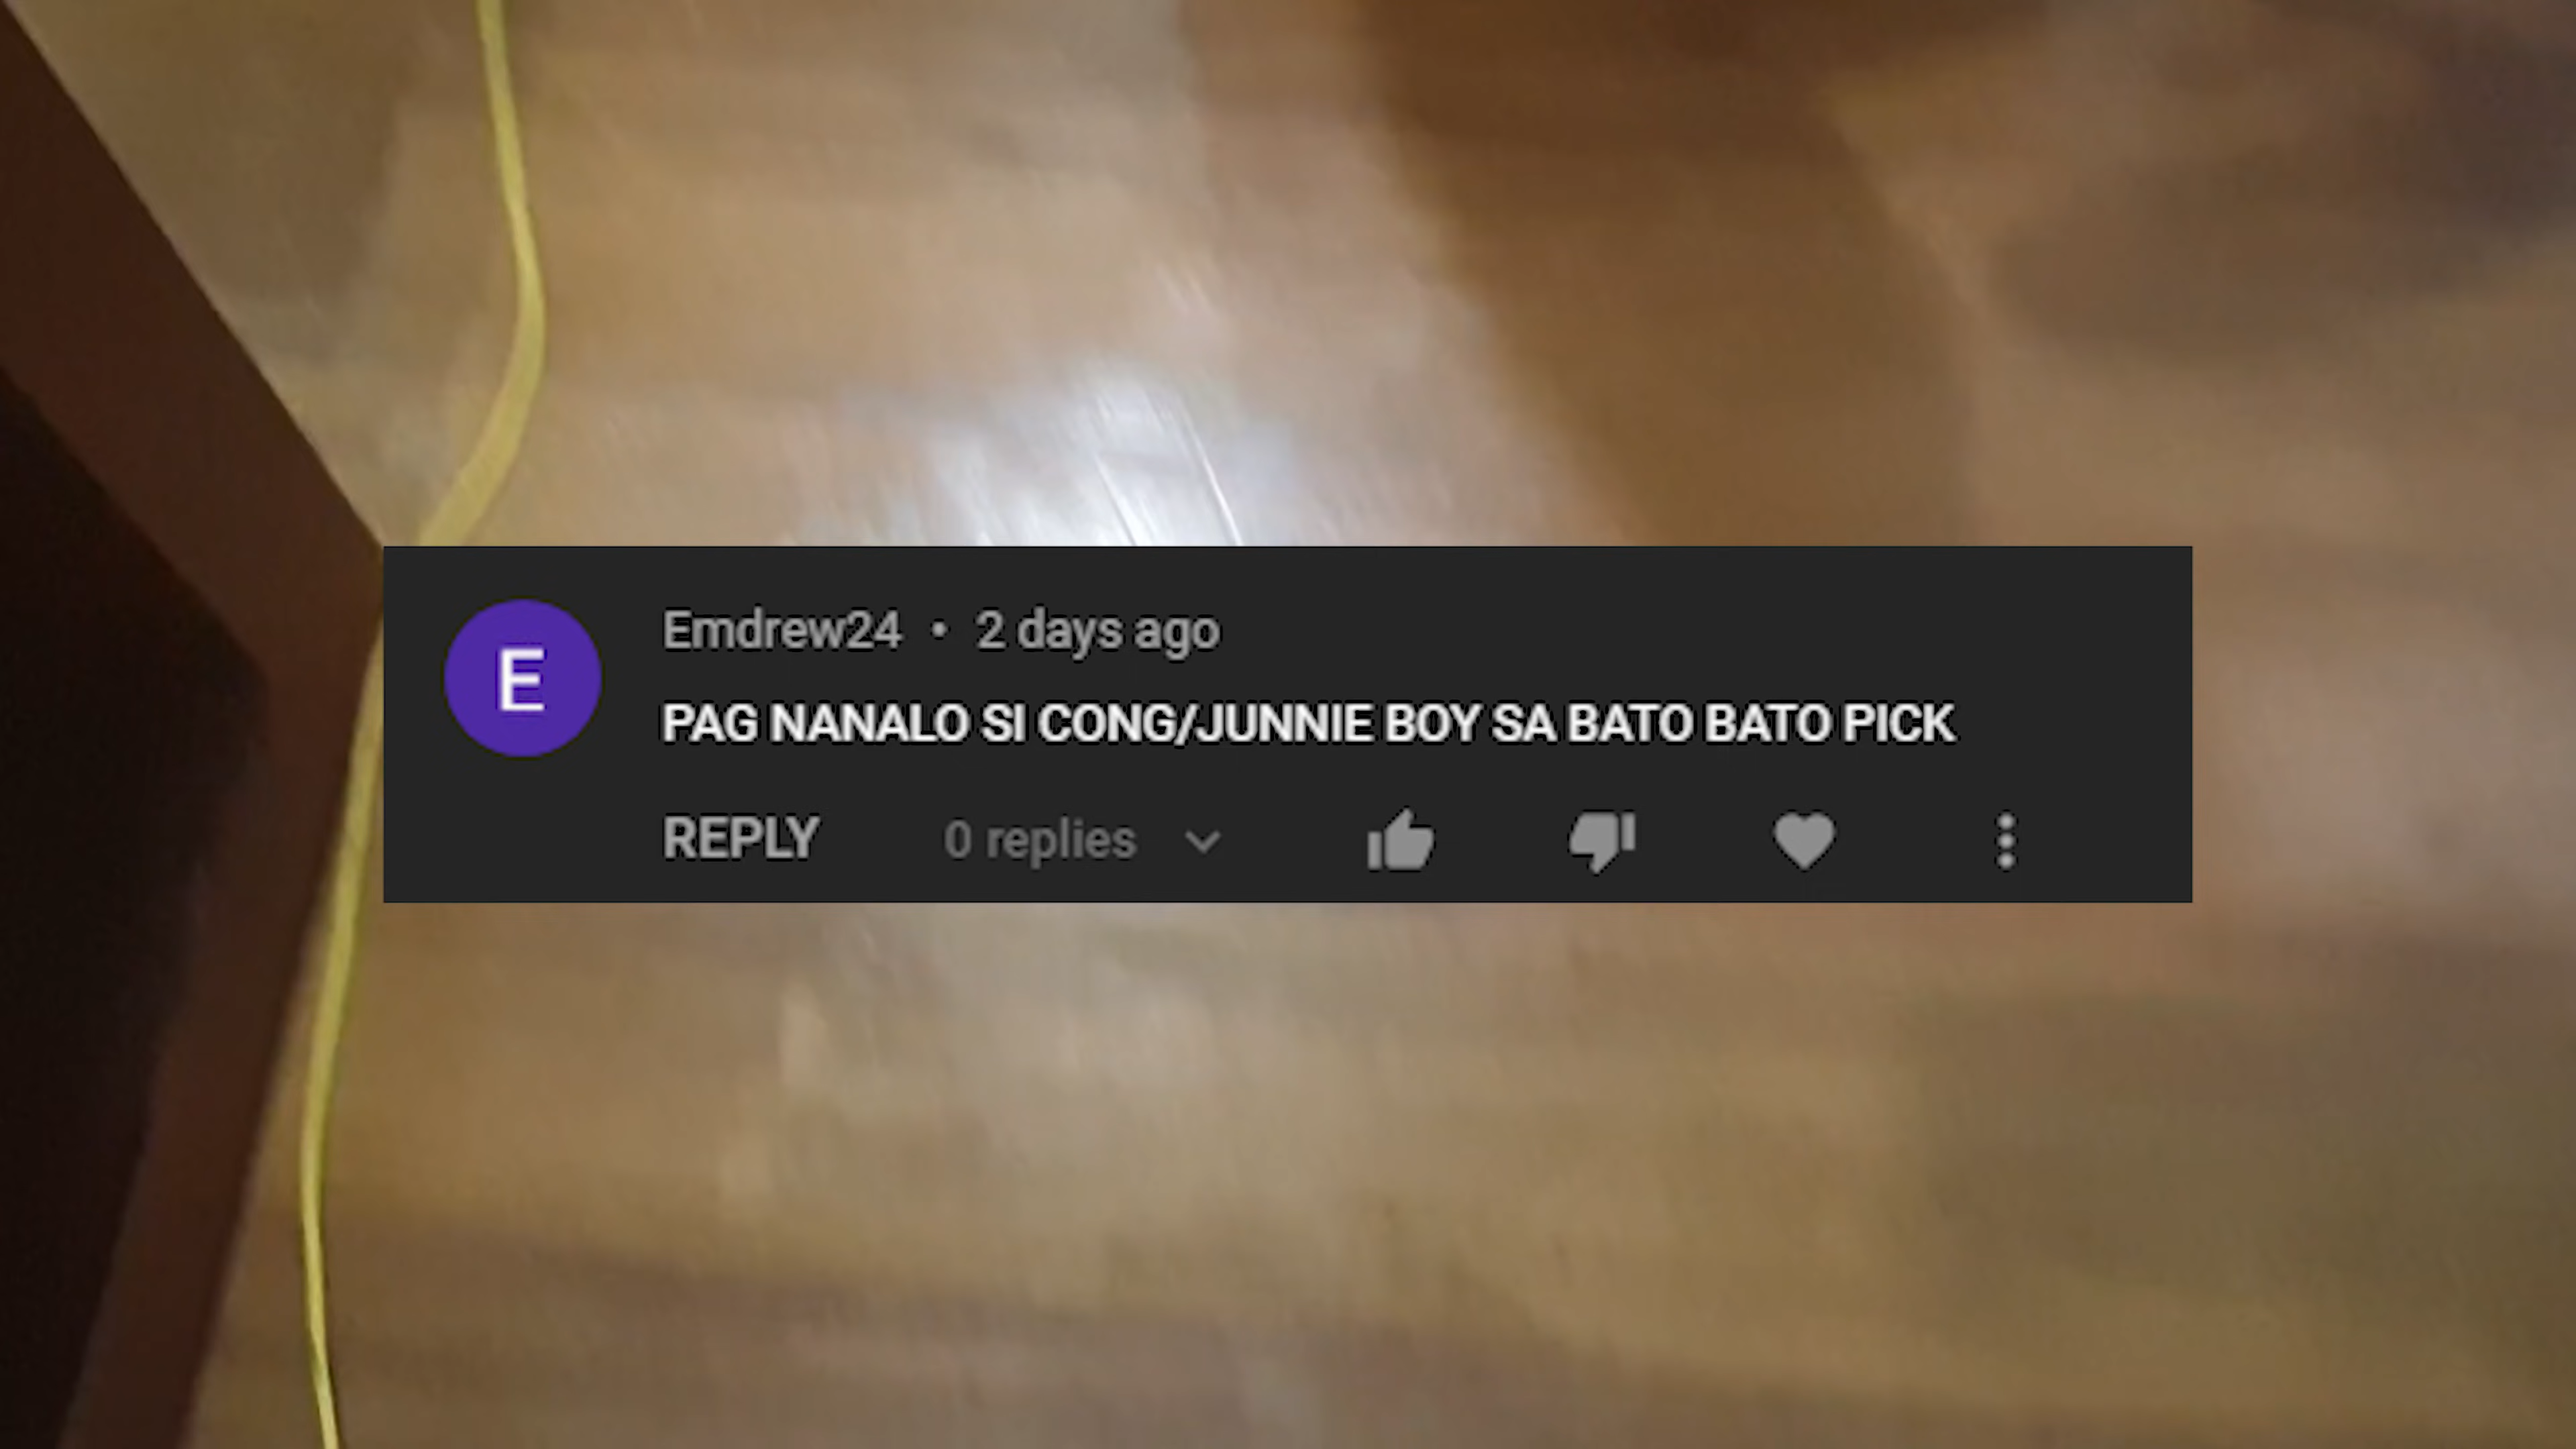 Emdrew24 • 2 days ago
E
PAG NANALO SI CONG/JUNNIE BOY SA BATO BATO PICK
REPLY 0 replies